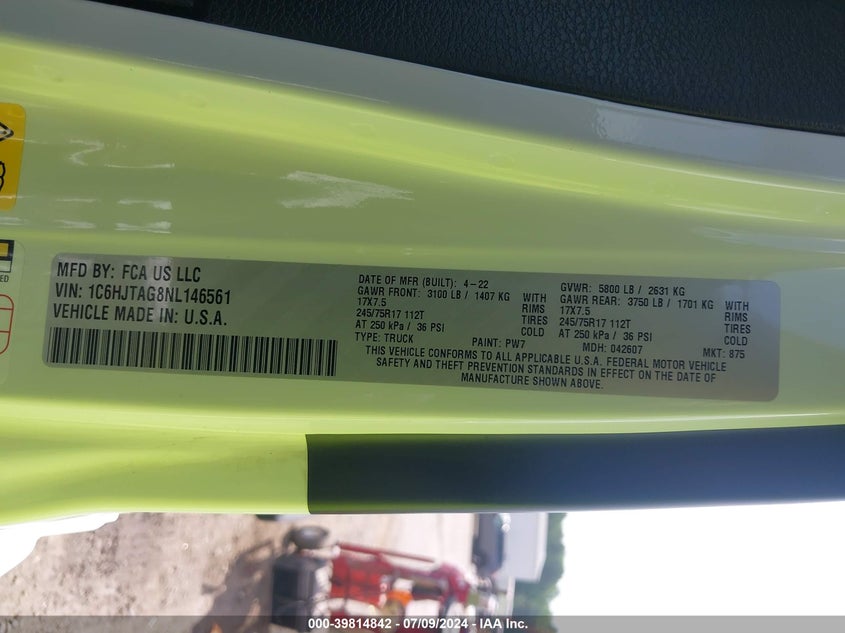 MFD BY: FCA US LLC
VIN: 1C6HJTAG8NL146561
VEHICLE MADE IN: U.S.A.
DATE OF MFR (BUILT): 4-22
GAWR FRONT: 3100 LB / 1407 KG WITH
17X7.5 RIMS
245/75R17 112T TIRES
AT 250 kPa / 36 PSI COLD
TYPE: TRUCK PAINT: PW7
GVWR: 5800 LB / 2631 KG
GAWR REAR: 3750 LB / 1701 KG WITH
17X7.5 RIMS
245/75R17 112T TIRES
AT 250 kPa / 36 PSI COLD
MDH: 042607 MKT: 875
THIS VEHICLE CONFORMS TO ALL APPLICABLE U.S.A. FEDERAL MOTOR VEHICLE
SAFETY AND THEFT PREVENTION STANDARDS IN EFFECT ON THE DATE OF
MANUFACTURE SHOWN ABOVE.
000-39814842 - 07/09/2024 - IAA Inc.